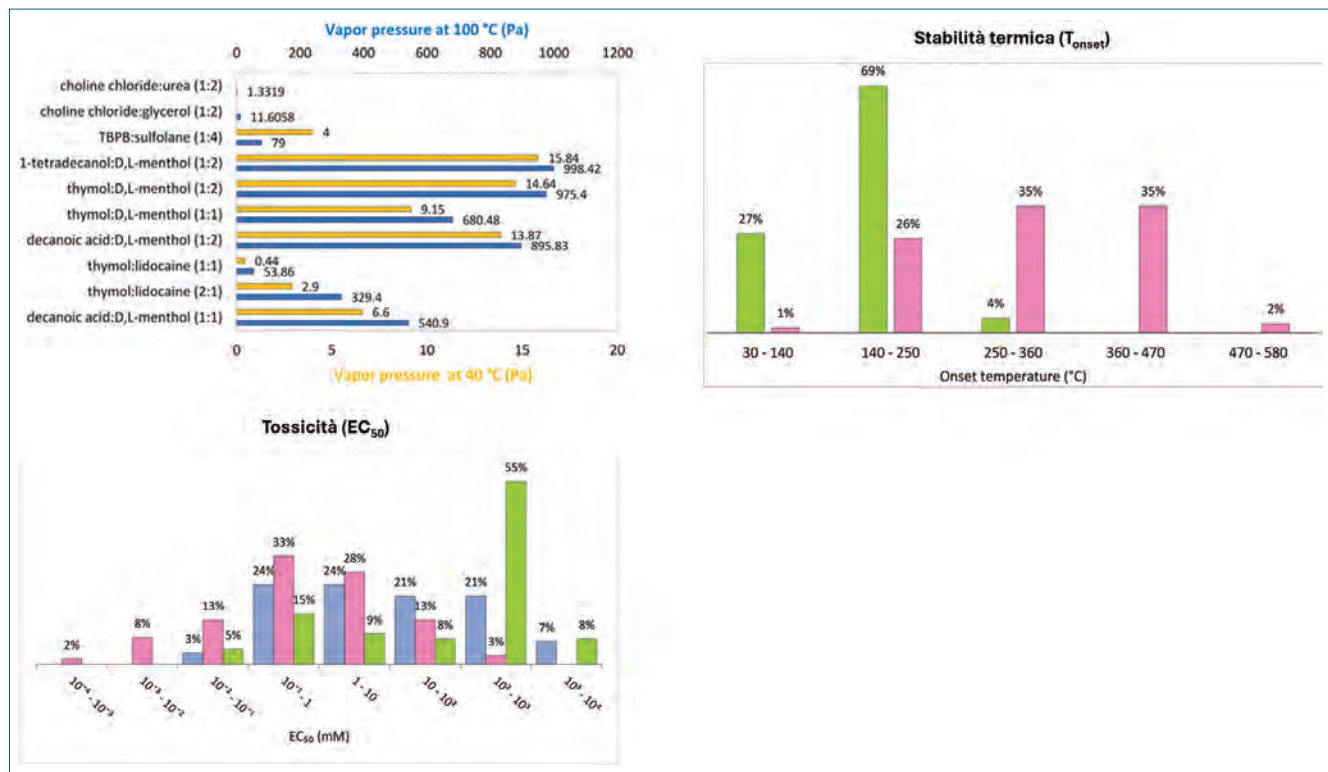 Vapor pressure at 100 °C (Pa)
0 200 400 600 800 1000 1200
choline chloride:urea (1:2)
1.3319
choline chloride:glycerol (1:2)
11.6058
TBPB:sulfolane (1:4)
4
79
1-tetradecanol:D,L-menthol (1:2)
15.84
998.42
thymol:D,L-menthol (1:2)
14.64
975.4
thymol:D,L-menthol (1:1)
9.15
680.48
decanoic acid:D,L-menthol (1:2)
13.87
895.83
thymol:lidocaine (1:1)
0.44
53.86
thymol:lidocaine (2:1)
2.9
329.4
decanoic acid:D,L-menthol (1:1)
6.6
540.9
0 5 10 15 20
Vapor pressure at 40 °C (Pa)
Stabilità termica (Tonset)
27% 1% 69% 26% 4% 35% 35% 2%
30 - 140 140 - 250 250 - 360 360 - 470 470 - 580
Onset temperature (°C)
Tossicità (EC₅₀)
2% 8% 3% 13% 5% 24% 33% 15% 24% 28% 9% 21% 13% 8% 21% 3% 55% 7% 8%
10⁻⁴ - 10⁻³ 10⁻³ - 10⁻² 10⁻² - 10⁻¹ 10⁻¹ - 1 1 - 10 10 - 10² 10² - 10³ 10³ - 10⁴
EC₅₀ (mM)